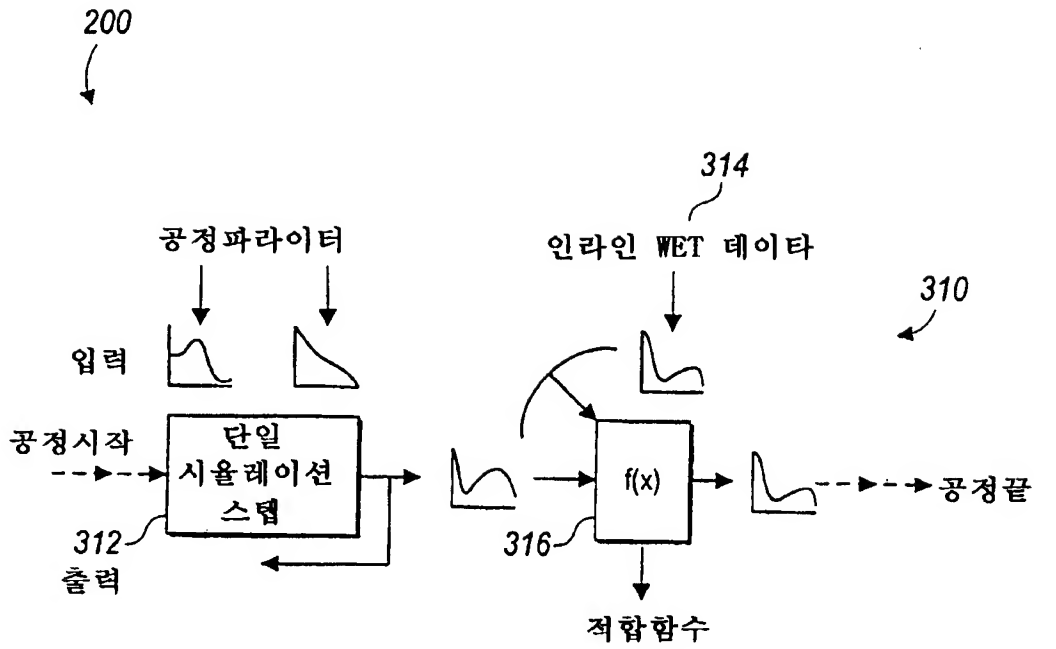 200
314
공정파라이터
인라인 WET 데이타
310
입력
공정시작
단일
시율레이션
스텝
f(x)
공정끝
312
316
출력
적합함수